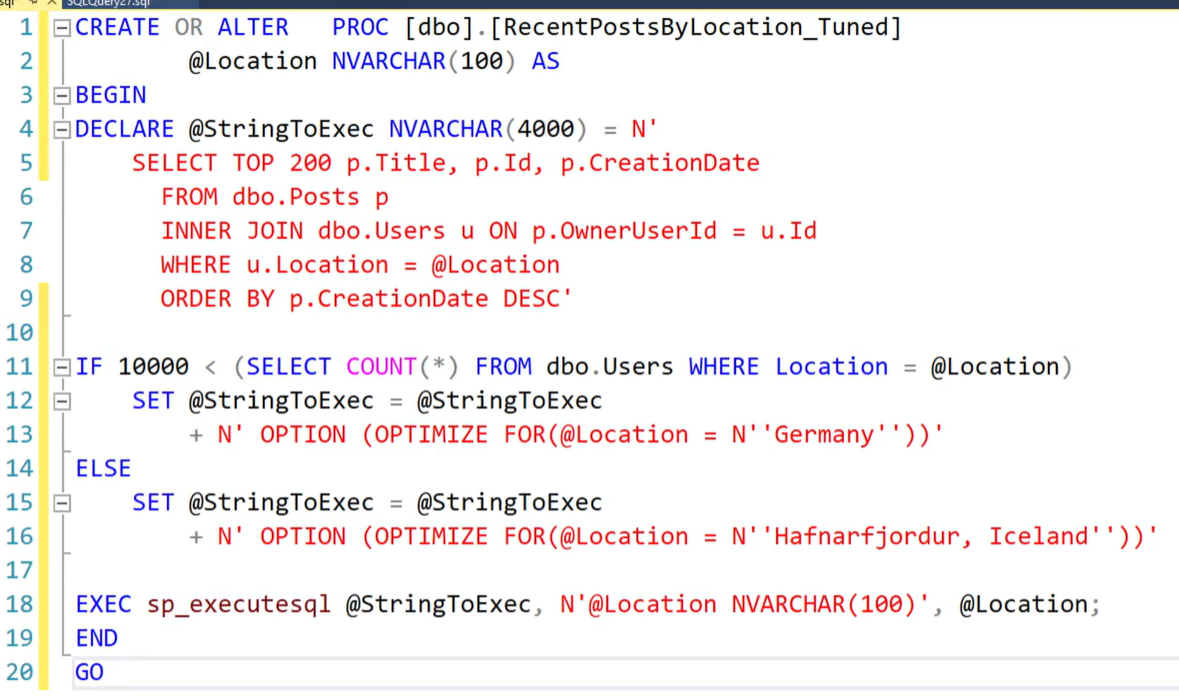 SQLQuery27.sql
1 CREATE OR ALTER   PROC [dbo].[RecentPostsByLocation_Tuned]
2         @Location NVARCHAR(100) AS
3 BEGIN
4 DECLARE @StringToExec NVARCHAR(4000) = N'
5     SELECT TOP 200 p.Title, p.Id, p.CreationDate
6       FROM dbo.Posts p
7       INNER JOIN dbo.Users u ON p.OwnerUserId = u.Id
8       WHERE u.Location = @Location
9       ORDER BY p.CreationDate DESC'
10
11 IF 10000 < (SELECT COUNT(*) FROM dbo.Users WHERE Location = @Location)
12     SET @StringToExec = @StringToExec
13         + N' OPTION (OPTIMIZE FOR(@Location = N''Germany''))'
14 ELSE
15     SET @StringToExec = @StringToExec
16         + N' OPTION (OPTIMIZE FOR(@Location = N''Hafnarfjordur, Iceland''))'
17
18 EXEC sp_executesql @StringToExec, N'@Location NVARCHAR(100)', @Location;
19 END
20 GO